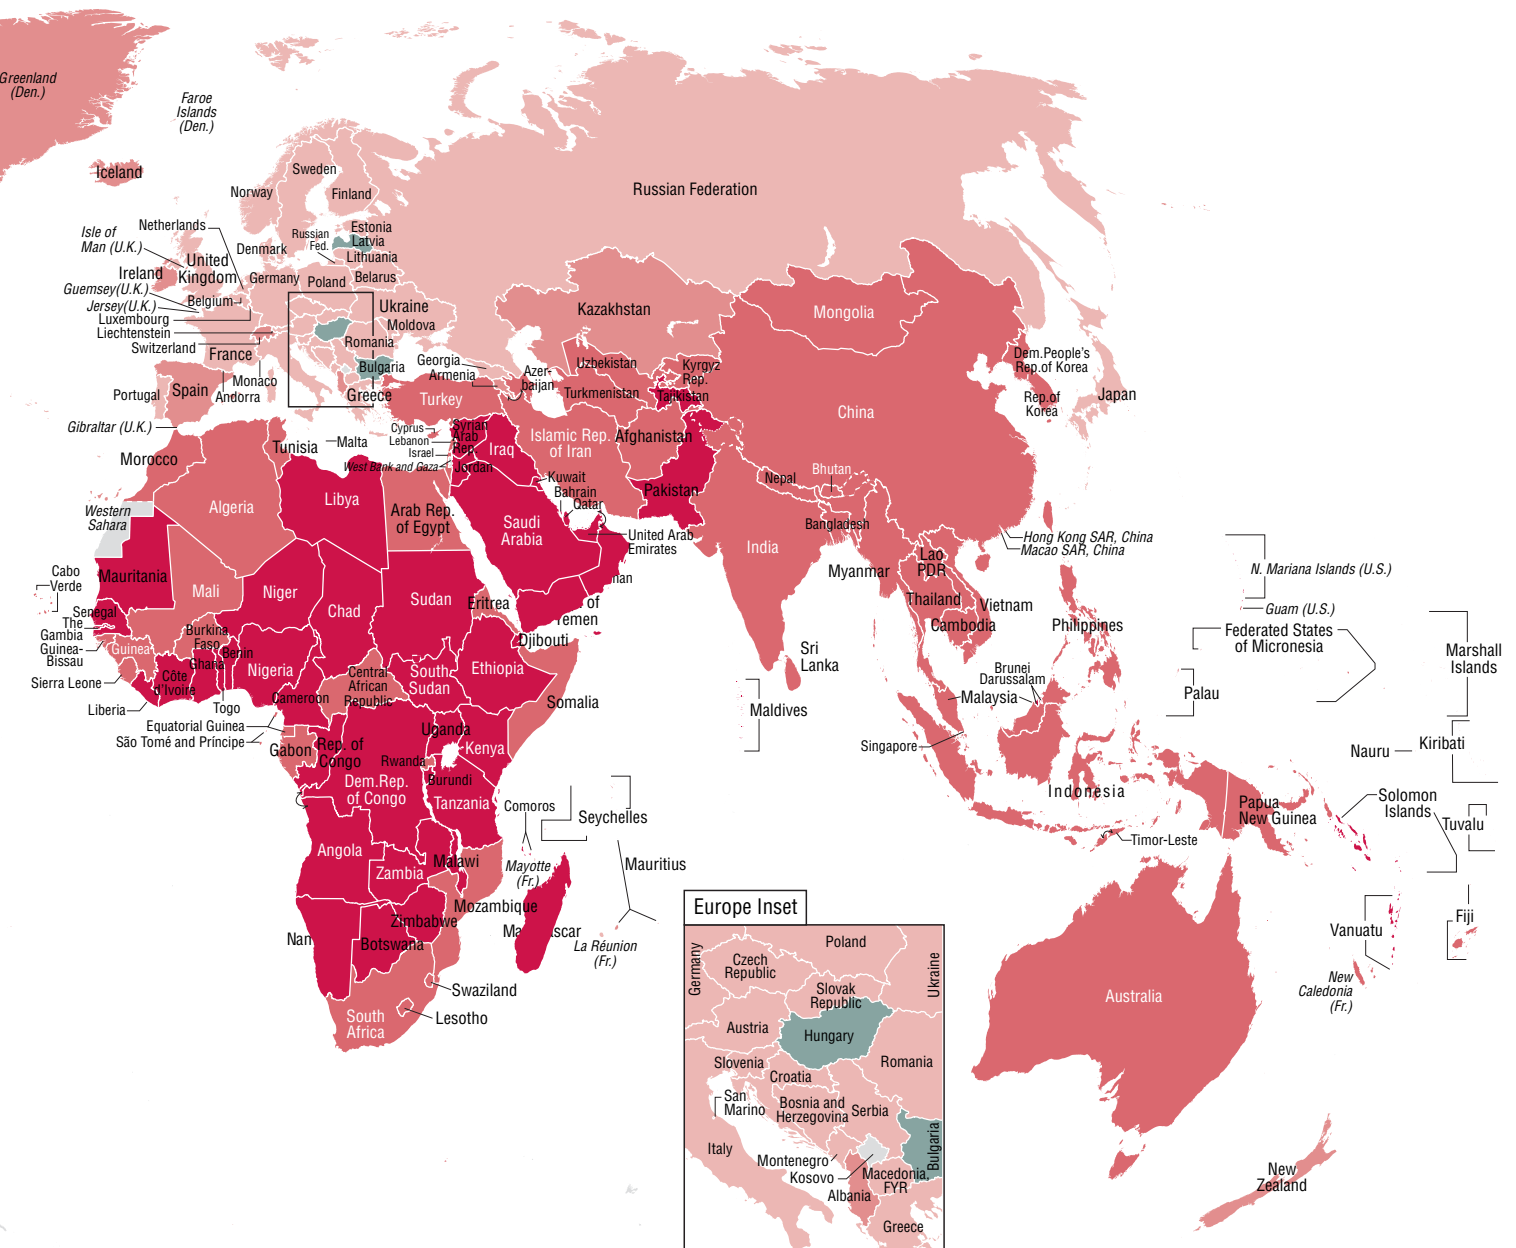 Greenland
(Den.)
Faroe
Islands
(Den.)
Iceland
Norway
Sweden
Finland
Russian Federation
Isle of
Man (U.K.)
Netherlands
Denmark
Russian
Fed.
Estonia
Latvia
Lithuania
Ireland
United
Kingdom
Germany
Poland
Belarus
Guernsey(U.K.)
Jersey(U.K.)
Belgium
Luxembourg
Liechtenstein
Switzerland
Ukraine
Moldova
Romania
France
Bulgaria
Portugal
Spain
Monaco
Andorra
Greece
Gibraltar (U.K.)
Georgia
Armenia
Azer-
baijan
Turkey
Kazakhstan
Uzbekistan
Turkmenistan
Kyrgyz
Rep.
Tajikistan
Mongolia
Dem.People's
Rep.of Korea
Rep.of
Korea
Japan
China
Morocco
Tunisia
Malta
Cyprus
Lebanon
Israel
West Bank and Gaza
Syrian
Arab
Rep.
Jordan
Iraq
Islamic Rep.
of Iran
Afghanistan
Pakistan
Kuwait
Bahrain
Qatar
Saudi
Arabia
United Arab
Emirates
man
of
Yemen
Nepal
Bhutan
Bangladesh
India
Myanmar
Lao
PDR
Thailand
Vietnam
Cambodia
Hong Kong SAR, China
Macao SAR, China
Philippines
Sri
Lanka
Maldives
Brunei
Darussalam
Malaysia
Singapore
Indonesia
Timor-Leste
Papua
New Guinea
N. Mariana Islands (U.S.)
Guam (U.S.)
Federated States
of Micronesia
Palau
Marshall
Islands
Nauru
Kiribati
Solomon
Islands
Tuvalu
Vanuatu
Fiji
New
Caledonia
(Fr.)
Australia
New
Zealand
Western
Sahara
Algeria
Libya
Arab Rep.
of Egypt
Cabo
Verde
Mauritania
Mali
Niger
Chad
Sudan
Eritrea
Djibouti
Senegal
The
Gambia
Guinea-
Bissau
Guinea
Sierra Leone
Liberia
Burkina
Faso
Ghana
Benin
Côte
d'Ivoire
Togo
Nigeria
Cameroon
Central
African
Republic
South
Sudan
Ethiopia
Somalia
Equatorial Guinea
São Tomé and Príncipe
Gabon
Rep. of
Congo
Dem.Rep.
of Congo
Uganda
Kenya
Rwanda
Burundi
Tanzania
Comoros
Seychelles
Mayotte
(Fr.)
Mauritius
La Réunion
(Fr.)
Angola
Zambia
Malawi
Mozambique
Zimbabwe
Botswana
Nam
Ma ascar
Swaziland
Lesotho
South
Africa
Europe Inset
Germany
Poland
Czech
Republic
Ukraine
Slovak
Republic
Austria
Hungary
Slovenia
Croatia
Romania
San
Marino
Bosnia and
Herzegovina
Serbia
Italy
Bulgaria
Montenegro
Kosovo
Macedonia,
FYR
Albania
Greece